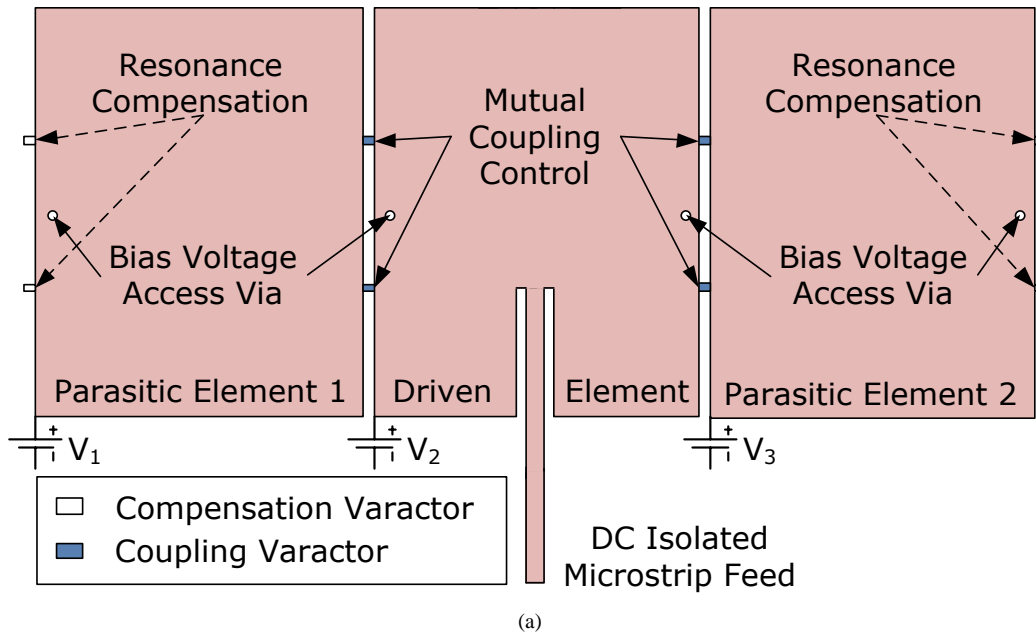 Resonance
Compensation
Mutual
Coupling
Control
Resonance
Compensation
Bias Voltage
Access Via
Bias Voltage
Access Via
Parasitic Element 1
Driven Element
Parasitic Element 2
V₁
V₂
V₃
Compensation Varactor
Coupling Varactor
DC Isolated
Microstrip Feed
(a)